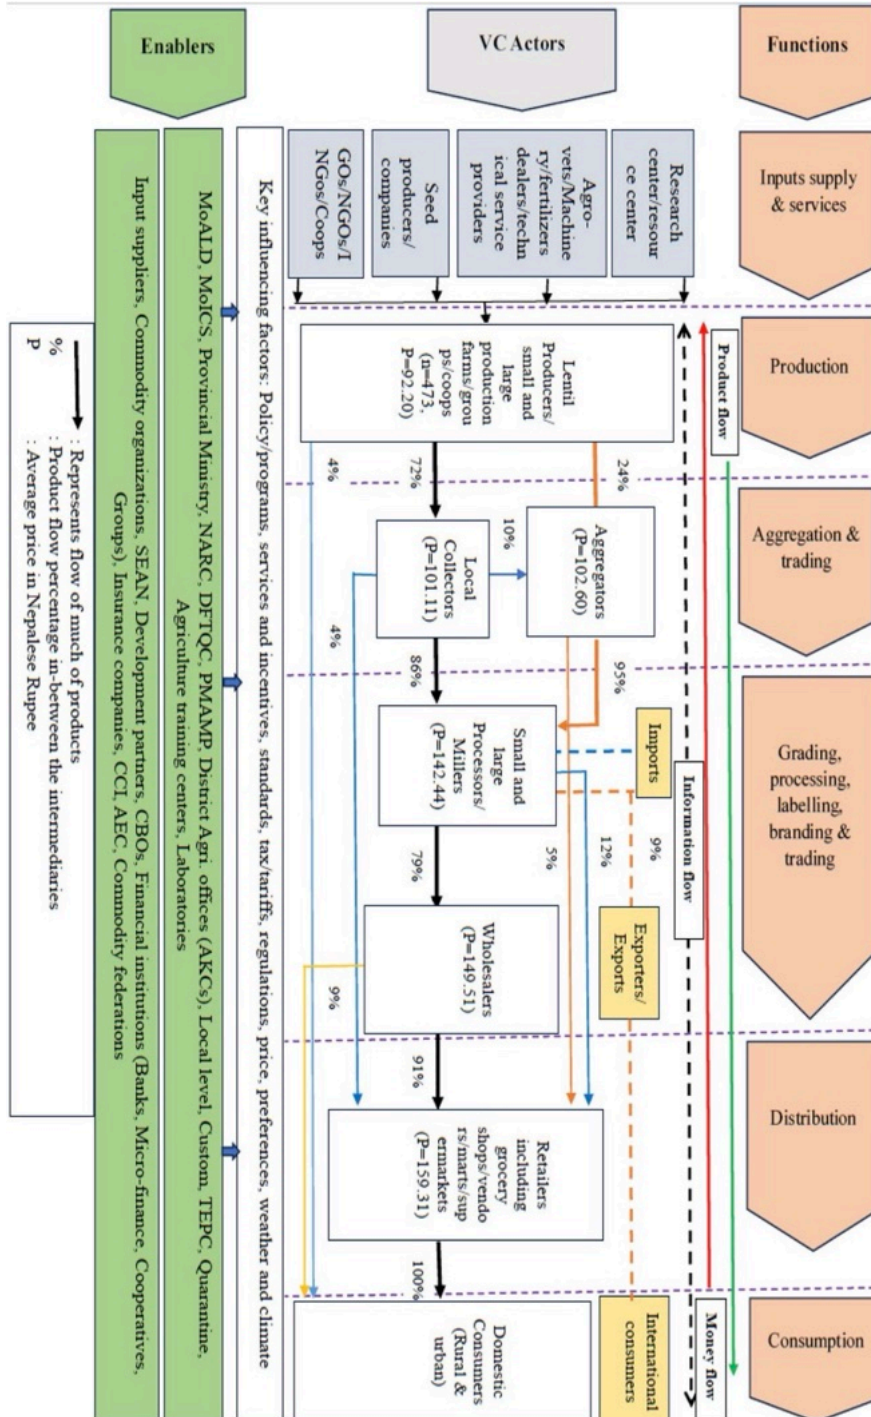 Functions
Inputs supply
& services
Production
Aggregation &
trading
Grading,
processing,
labelling,
branding &
trading
Distribution
Consumption
Product flow
Information flow
Money flow
VC Actors
Research
center/resour
ce center
Agro-
vets/Machine
ry/fertilizers
dealers/techn
ical service
providers
Seed
producers/
companies
GOs/NGOs/I
NGos/Coops
Lentil
Producers/
small and
large
production
farms/grou
ps/coops
(n=473,
P=92.20)
24%
72%
4%
Aggregators
(P=102.60)
10%
Local
Collectors
(P=101.11)
95%
86%
4%
Imports
Small and
large
Processors/
Millers
(P=142.44)
9%
12%
5%
79%
Exporters/
Exports
Wholesalers
(P=149.51)
91%
9%
Retailers
including
grocery
shops/vendo
rs/marts/sup
ermarkets
(P=159.31)
100%
International
consumers
Domestic
Consumers
(Rural &
urban)
Key influencing factors: Policy/programs, services and incentives, standards, tax/tariffs, regulations, price, preferences, weather and climate
Enablers
MoALD, MoICS, Provincial Ministry, NARC, DFTQC, PMAMP, District Agri. offices (AKCs), Local level, Custom, TEPC, Quarantine,
Agriculture training centers, Laboratories
Input suppliers, Commodity organizations, SEAN, Development partners, CBOs, Financial institutions (Banks, Micro-finance, Cooperatives,
Groups), Insurance companies, CCI, AEC, Commodity federations
: Represents flow of much of products
% : Product flow percentage in-between the intermediaries
P : Average price in Nepalese Rupee